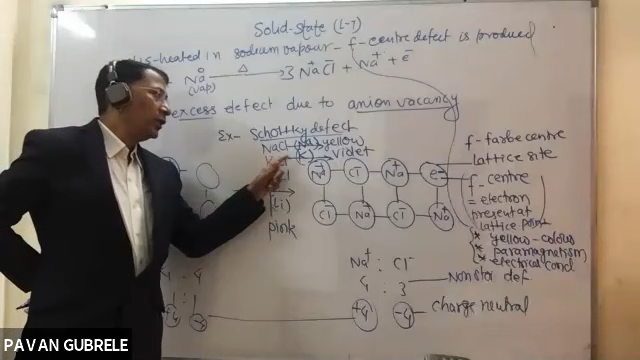 Solid-state (L-7)
is heated in sodium vapour - f-centre defect is produced
Na° (vap) Δ → NaCl + Na+ + e-
excess defect due to anion vacancy
Ex- Schottky defect
NaCl (Na) yellow
(K) → Violet
(Li) →
pink
Cl- Na+ e-
Cl- Na+ Cl- Na+
f - farbe centre
lattice site
f - centre
= electron
present at
lattice point
* yellow - colour
* paramagnetism
* electrical cond
Na+ : Cl-
4 : 3
Charge neutral
+4 -4
PAVAN GUBRELE